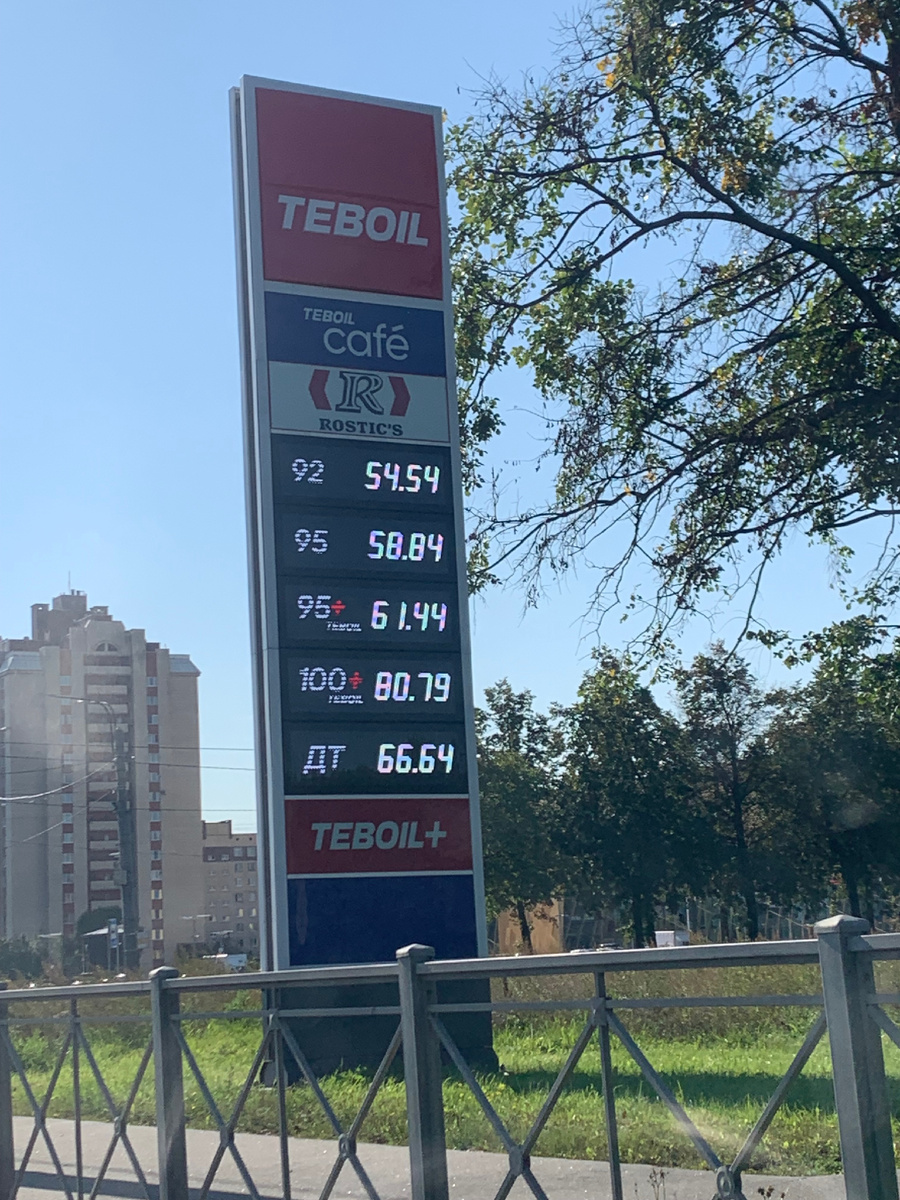 TEBOIL
TEBOIL
café
R
ROSTIC'S
92 54.54
95 58.84
95+ 61.44
TEBOIL
100+ 80.79
TEBOIL
ДТ 66.64
TEBOIL+